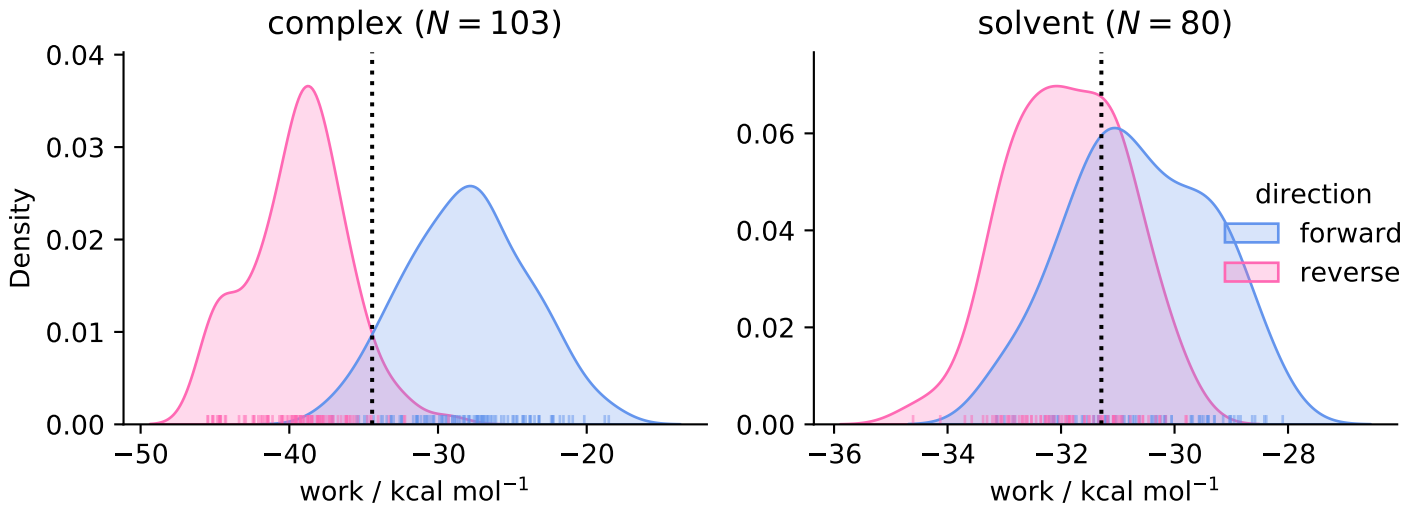 complex (N = 103)
Density
0.04
0.03
0.02
0.01
0.00
−50 −40 −30 −20
work / kcal mol⁻¹
solvent (N = 80)
0.06
0.04
0.02
0.00
−36 −34 −32 −30 −28
work / kcal mol⁻¹
direction
forward
reverse